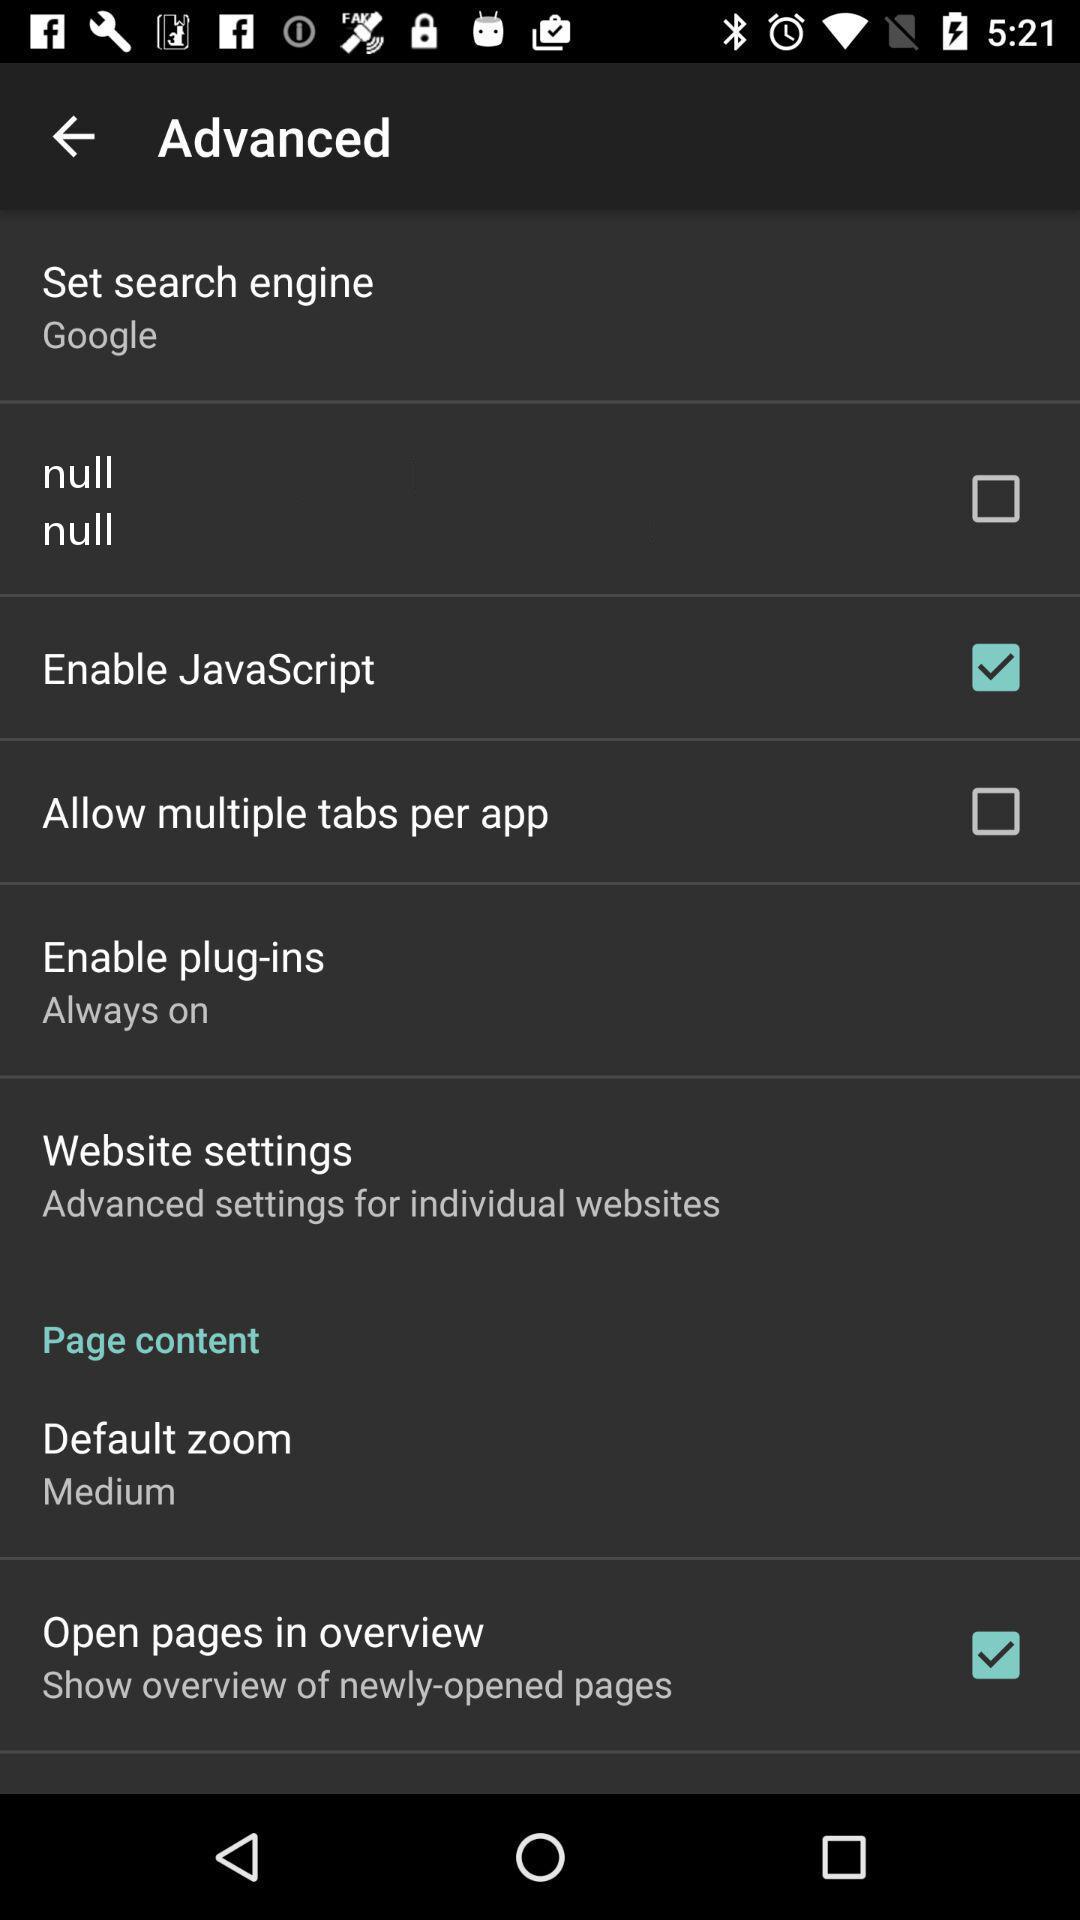 FAKE
5:21
Advanced
Set search engine
Google
null
null
Enable JavaScript
Allow multiple tabs per app
Enable plug-ins
Always on
Website settings
Advanced settings for individual websites
Page content
Default zoom
Medium
Open pages in overview
Show overview of newly-opened pages